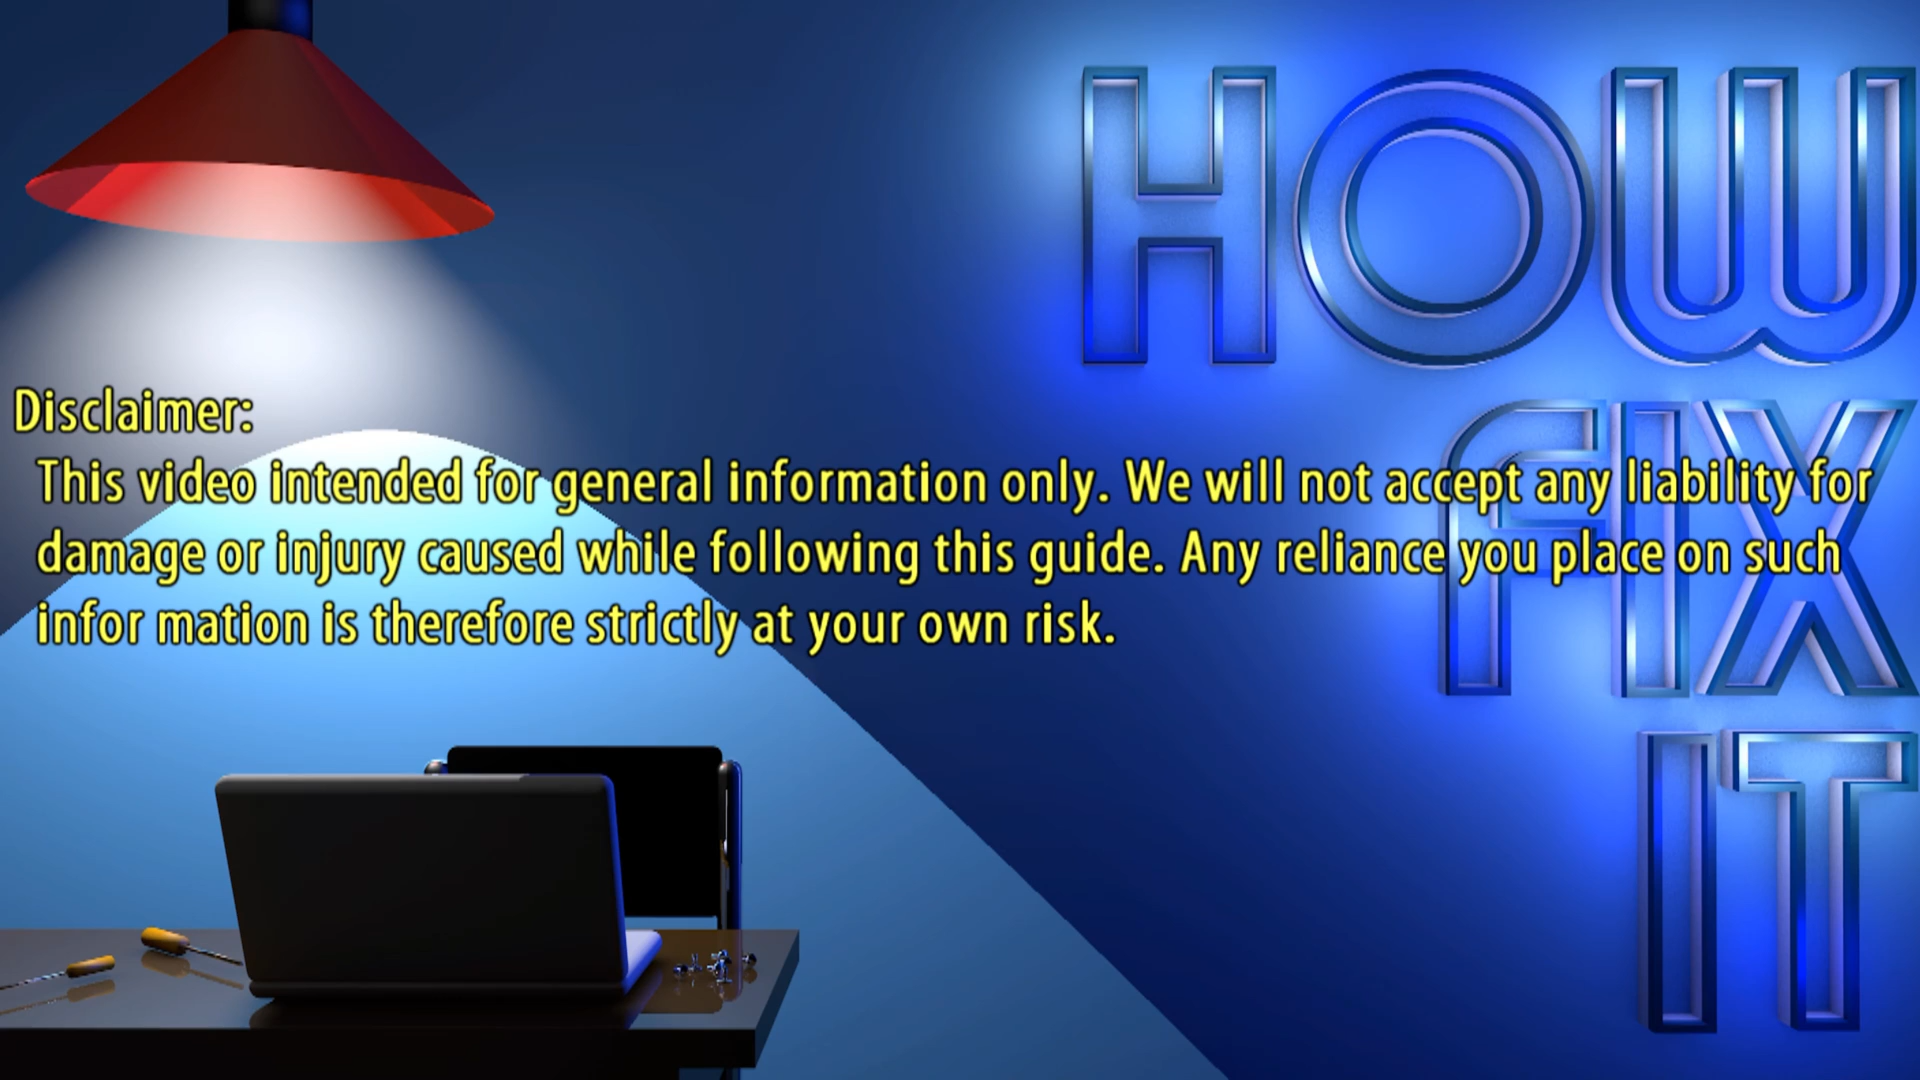 HOW
FIX
IT
Disclaimer:
This video intended for general information only. We will not accept any liability for
damage or injury caused while following this guide. Any reliance you place on such
infor mation is therefore strictly at your own risk.